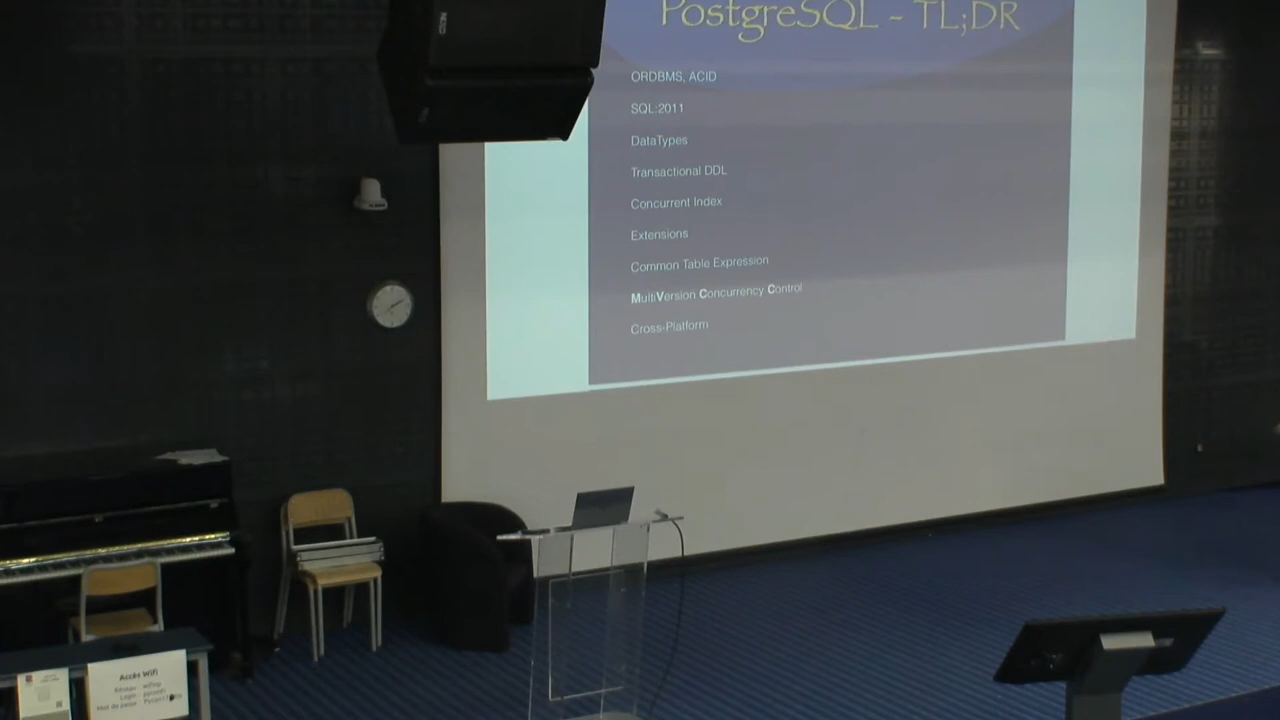 PostgreSQL - TL;DR
ORDBMS, ACID
SQL:2011
DataTypes
Transactional DDL
Concurrent Index
Extensions
Common Table Expression
MultiVersion Concurrency Control
Cross-Platform
Accès Wifi